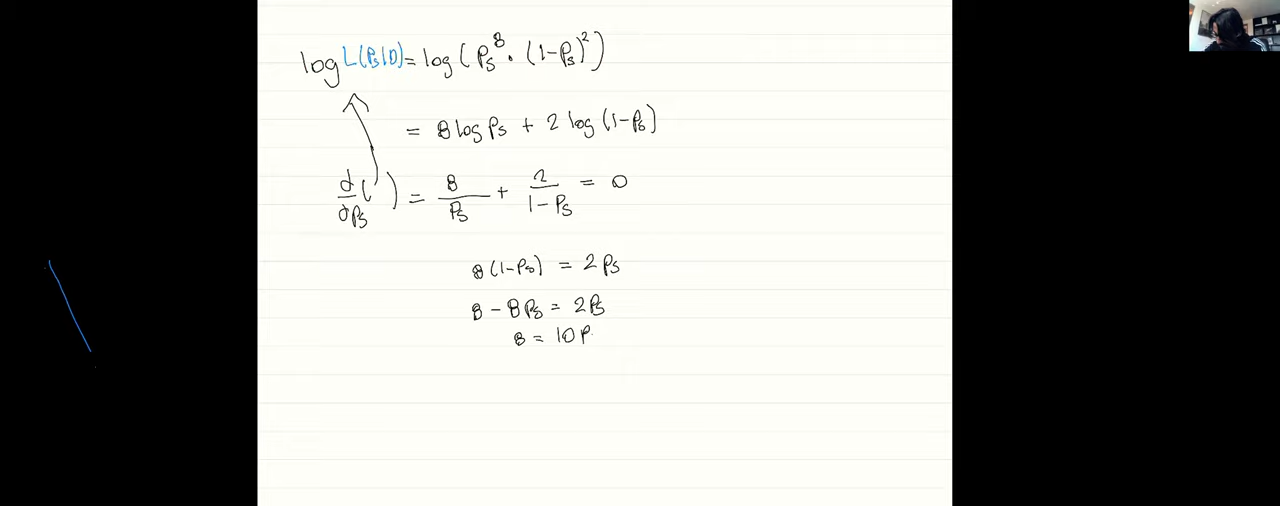 log L(Ps|D) = log (Ps^8 · (1-Ps)^2)
= 8 log Ps + 2 log (1-Ps)
d/dPs ( ) = 8/Ps + 2/(1-Ps) = 0
8(1-Ps) = 2Ps
8 - 8Ps = 2Ps
8 = 10P